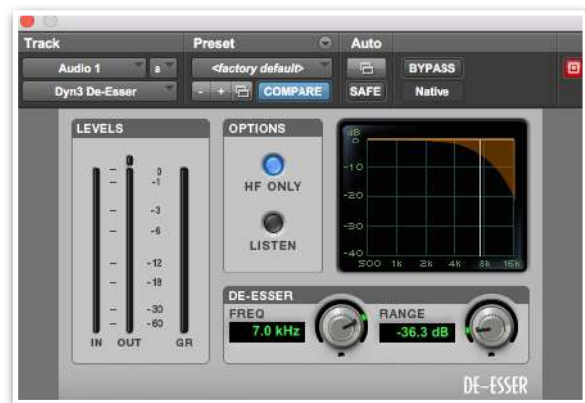 Track Preset Auto
Audio 1 a <factory default> BYPASS
Dyn3 De-Esser - + COMPARE SAFE Native
LEVELS
0
-1
-3
-6
-12
-18
-30
-60
IN OUT GR
OPTIONS
HF ONLY
LISTEN
dB
0
-10
-20
-30
-40
500 1k 2k 4k 8k 16k
DE-ESSER
FREQ RANGE
7.0 kHz -36.3 dB
DE-ESSER